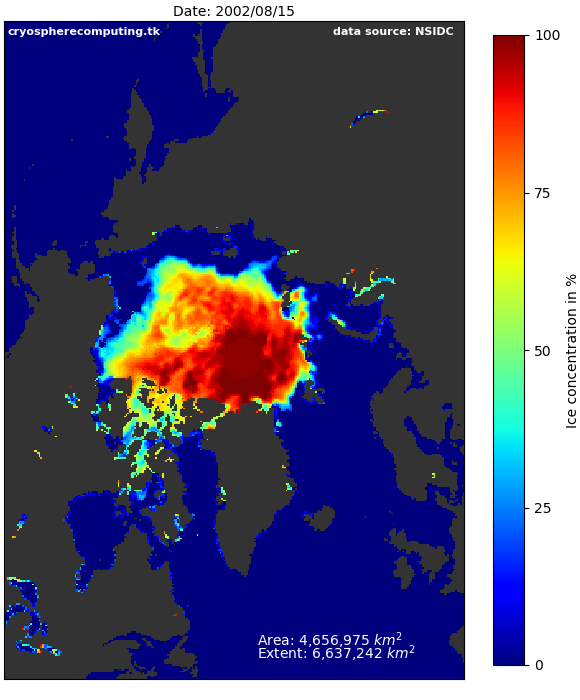 Date: 2002/08/15
cryospherecomputing.tk data source: NSIDC
100
75
50
25
0
Ice concentration in %
Area: 4,656,975 km²
Extent: 6,637,242 km²